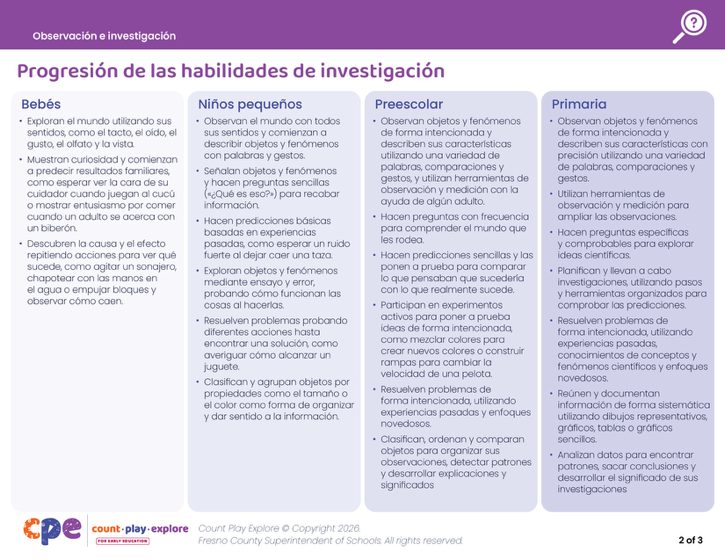 Observación e investigación
Progresión de las habilidades de investigación
Bebés
• Exploran el mundo utilizando sus
sentidos, como el tacto, el oído, el
gusto, el olfato y la vista.
• Muestran curiosidad y comienzan
a predecir resultados familiares,
como esperar ver la cara de su
cuidador cuando juegan al cucú
o mostrar entusiasmo por comer
cuando un adulto se acerca con
un biberón.
• Descubren la causa y el efecto
repitiendo acciones para ver qué
sucede, como agitar un sonajero,
chapotear con las manos en
el agua o empujar bloques y
observar cómo caen.
Niños pequeños
• Observan el mundo con todos
sus sentidos y comienzan a
describir objetos y fenómenos
con palabras y gestos.
• Señalan objetos y fenómenos
y hacen preguntas sencillas
(«¿Qué es eso?») para recabar
información.
• Hacen predicciones básicas
basadas en experiencias
pasadas, como esperar un ruido
fuerte al dejar caer una taza.
• Exploran objetos y fenómenos
mediante ensayo y error,
probando cómo funcionan las
cosas al hacerlas.
• Resuelven problemas probando
diferentes acciones hasta
encontrar una solución, como
averiguar cómo alcanzar un
juguete.
• Clasifican y agrupan objetos por
propiedades como el tamaño o
el color como forma de organizar
y dar sentido a la información.
Preescolar
• Observan objetos y fenómenos
de forma intencionada y
describen sus características
utilizando una variedad de
palabras, comparaciones y
gestos, y utilizan herramientas de
observación y medición con la
ayuda de algún adulto.
• Hacen preguntas con frecuencia
para comprender el mundo que
les rodea.
• Hacen predicciones sencillas y las
ponen a prueba para comparar
lo que pensaban que sucedería
con lo que realmente sucede.
• Participan en experimentos
activos para poner a prueba
ideas de forma intencionada,
como mezclar colores para
crear nuevos colores o construir
rampas para cambiar la
velocidad de una pelota.
• Resuelven problemas de
forma intencionada, utilizando
experiencias pasadas y enfoques
novedosos.
• Clasifican, ordenan y comparan
objetos para organizar sus
observaciones, detectar patrones
y desarrollar explicaciones y
significados
Primaria
• Observan objetos y fenómenos
de forma intencionada y
describen sus características con
precisión utilizando una variedad
de palabras, comparaciones y
gestos.
• Utilizan herramientas de
observación y medición para
ampliar las observaciones.
• Hacen preguntas específicas
y comprobables para explorar
ideas científicas.
• Planifican y llevan a cabo
investigaciones, utilizando pasos
y herramientas organizados para
comprobar las predicciones.
• Resuelven problemas de
forma intencionada, utilizando
experiencias pasadas,
conocimientos de conceptos y
fenómenos científicos y enfoques
novedosos.
• Reúnen y documentan
información de forma sistemática
utilizando dibujos representativos,
gráficos, tablas o gráficos
sencillos.
• Analizan datos para encontrar
patrones, sacar conclusiones y
desarrollar el significado de sus
investigaciones
cpe
count·play·explore
FOR EARLY EDUCATION
Count Play Explore © Copyright 2026.
Fresno County Superintendent of Schools. All rights reserved.
2 of 3